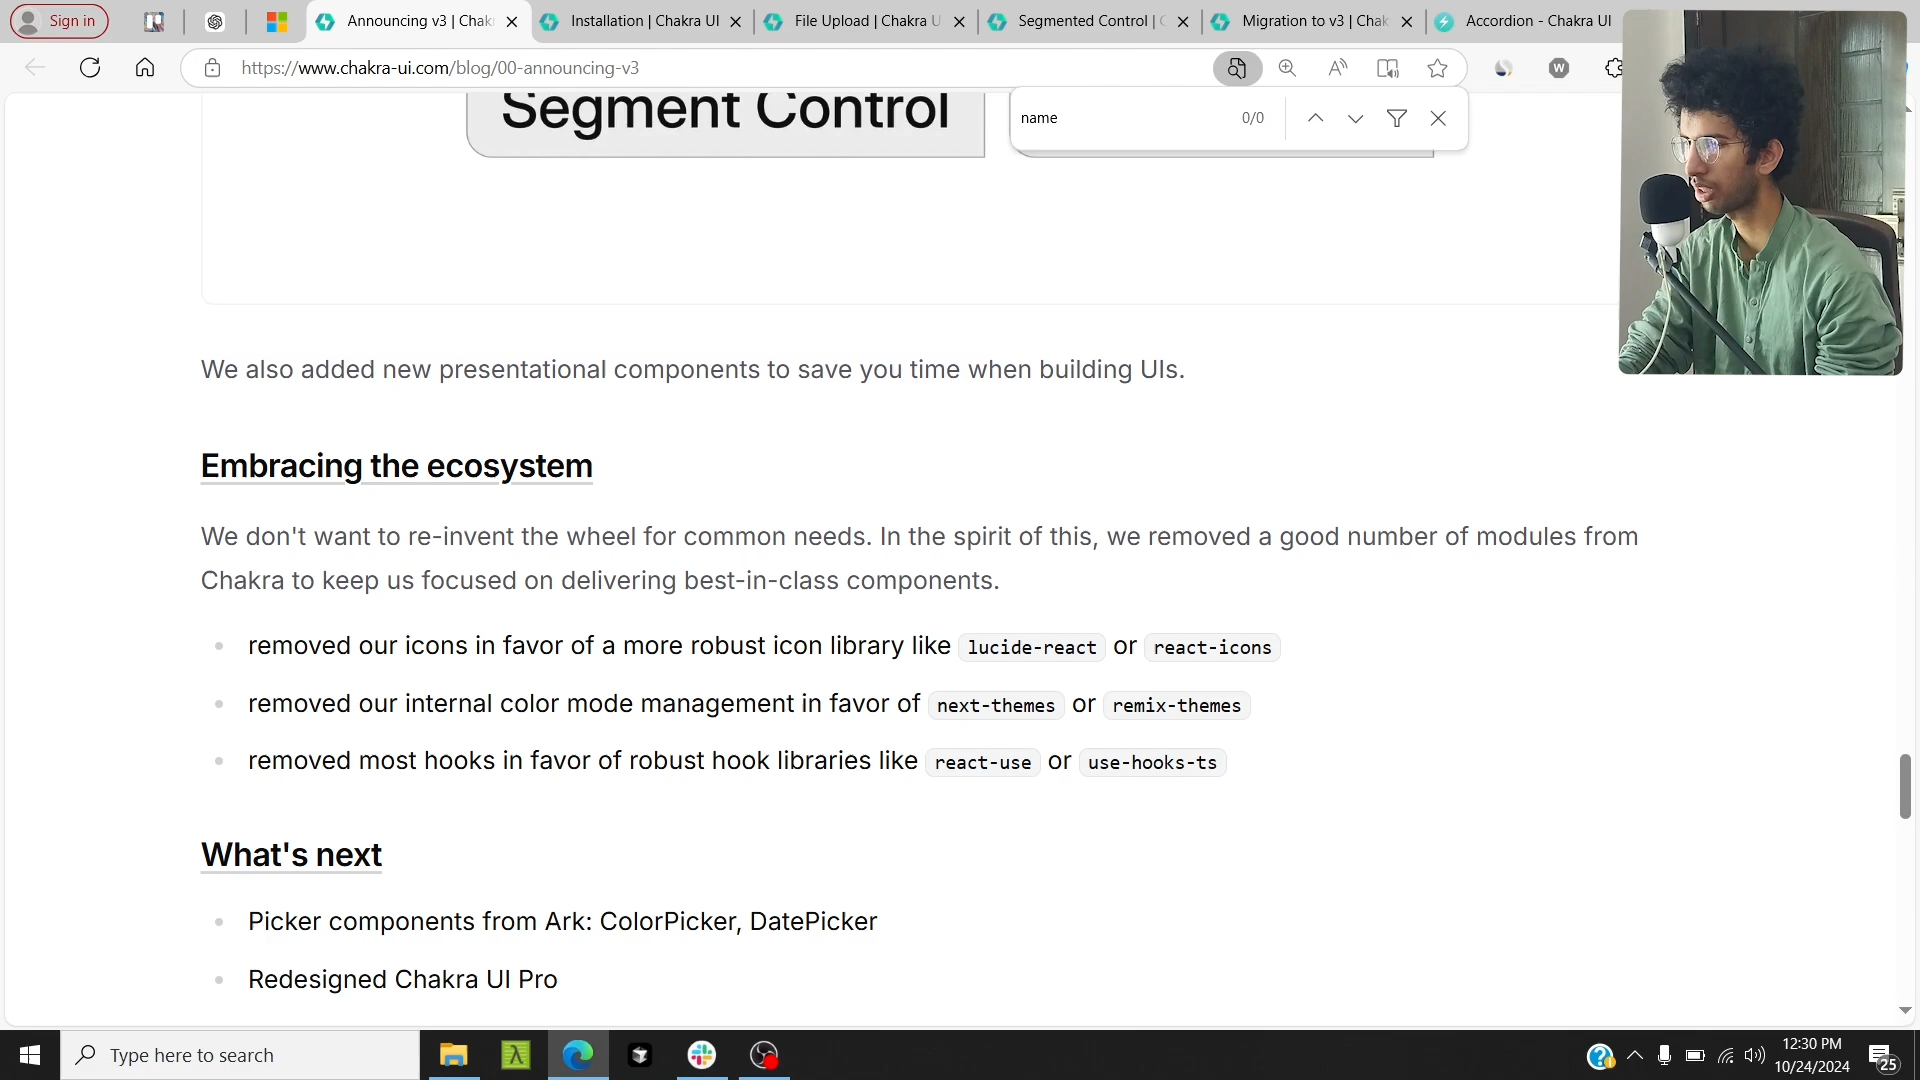 Sign in
Announcing v3 | Chak
Installation | Chakra UI
File Upload | Chakra U
Segmented Control | C
Migration to v3 | Chak
Accordion - Chakra UI
https://www.chakra-ui.com/blog/00-announcing-v3
W
name
0/0
Segment Control
We also added new presentational components to save you time when building UIs.
Embracing the ecosystem
We don't want to re-invent the wheel for common needs. In the spirit of this, we removed a good number of modules from
Chakra to keep us focused on delivering best-in-class components.
removed our icons in favor of a more robust icon library like lucide-react or react-icons
removed our internal color mode management in favor of next-themes or remix-themes
removed most hooks in favor of robust hook libraries like react-use or use-hooks-ts
What's next
Picker components from Ark: ColorPicker, DatePicker
Redesigned Chakra UI Pro
Type here to search
12:30 PM
10/24/2024
25